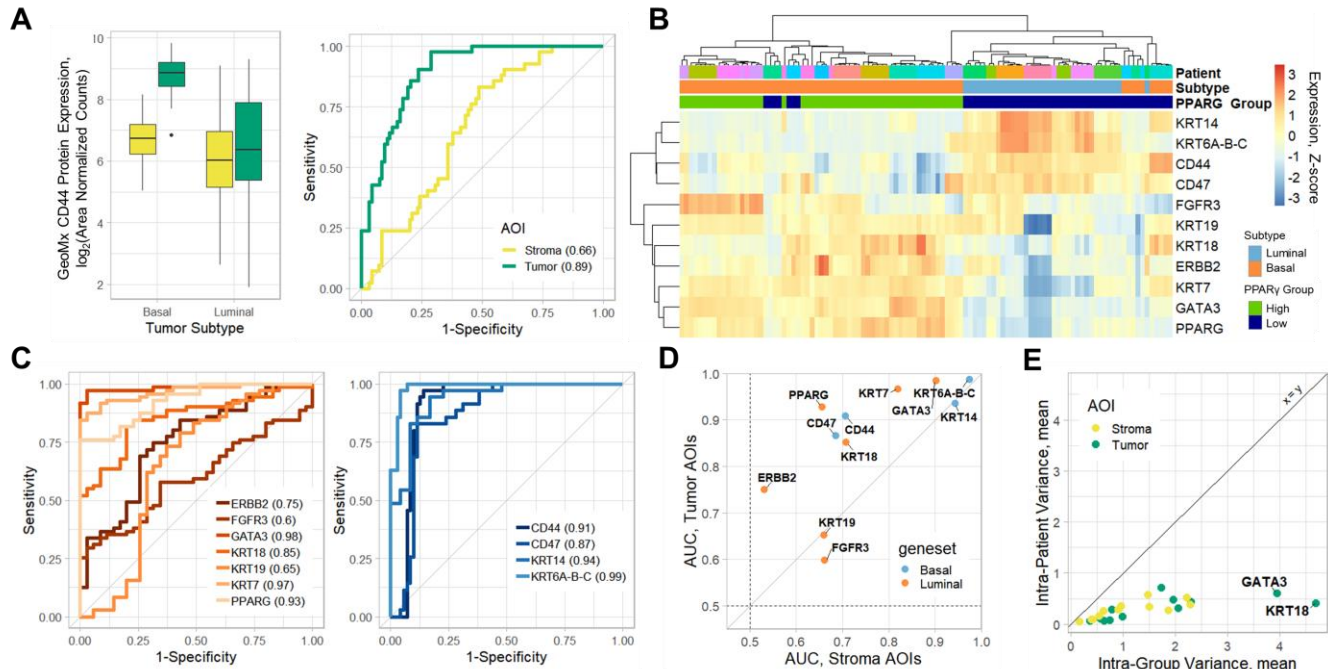 A
GeoMx CD44 Protein Expression,
log2(Area Normalized Counts)
10
8
6
4
2
Basal
Luminal
Tumor Subtype
Sensitivity
1.00
0.75
0.50
0.25
0.00
AOI
Stroma (0.66)
Tumor (0.89)
0.00 0.25 0.50 0.75 1.00
1-Specificity
B
Patient
Subtype
PPARG Group
KRT14
KRT6A-B-C
CD44
CD47
FGFR3
KRT19
KRT18
ERBB2
KRT7
GATA3
PPARG
3
2
1
0
-1
-2
-3
Expression, Z-score
Subtype
Luminal
Basal
PPARγ Group
High
Low
C
Sensitivity
1.00
0.75
0.50
0.25
0.00
ERBB2 (0.75)
FGFR3 (0.6)
GATA3 (0.98)
KRT18 (0.85)
KRT19 (0.65)
KRT7 (0.97)
PPARG (0.93)
0.00 0.25 0.50 0.75 1.00
1-Specificity
Sensitivity
1.00
0.75
0.50
0.25
0.00
CD44 (0.91)
CD47 (0.87)
KRT14 (0.94)
KRT6A-B-C (0.99)
0.00 0.25 0.50 0.75 1.00
1-Specificity
D
AUC, Tumor AOIs
1.0
0.9
0.8
0.7
0.6
0.5
PPARG
KRT7
KRT6A-B-C
GATA3
KRT14
CD47
CD44
KRT18
ERBB2
KRT19
FGFR3
geneset
Basal
Luminal
0.5 0.6 0.7 0.8 0.9 1.0
AUC, Stroma AOIs
E
Intra-Patient Variance, mean
5
4
3
2
1
0
x = y
AOI
Stroma
Tumor
GATA3
KRT18
0 1 2 3 4
Intra-Group Variance, mean